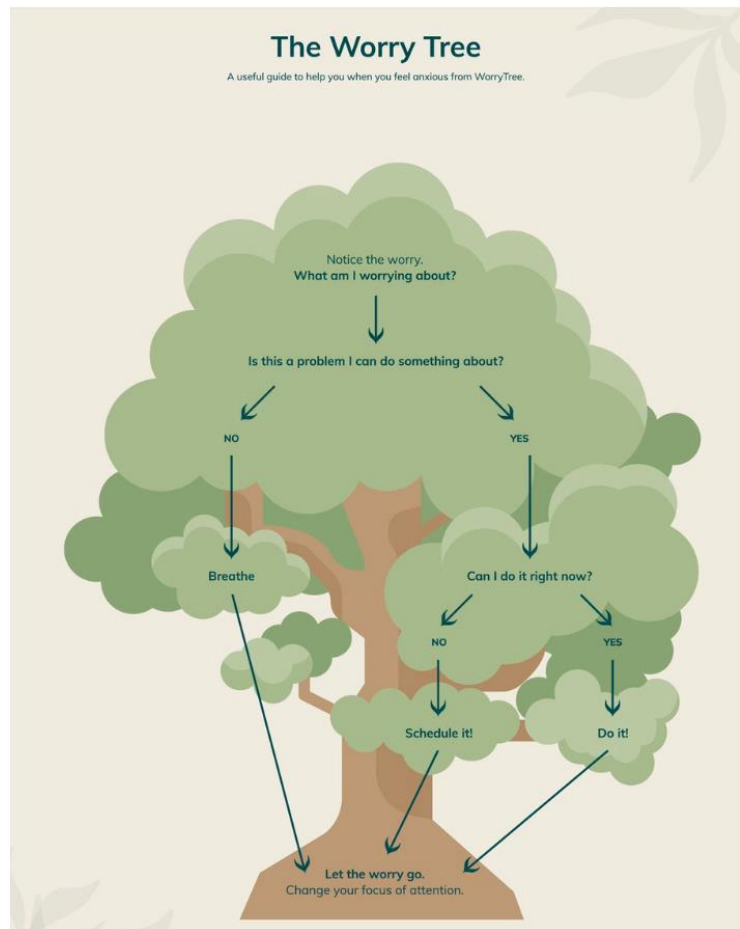 The Worry Tree
A useful guide to help you when you feel anxious from WorryTree.
Notice the worry.
What am I worrying about?
Is this a problem I can do something about?
NO
YES
Breathe
Can I do it right now?
NO
YES
Schedule it!
Do it!
Let the worry go.
Change your focus of attention.